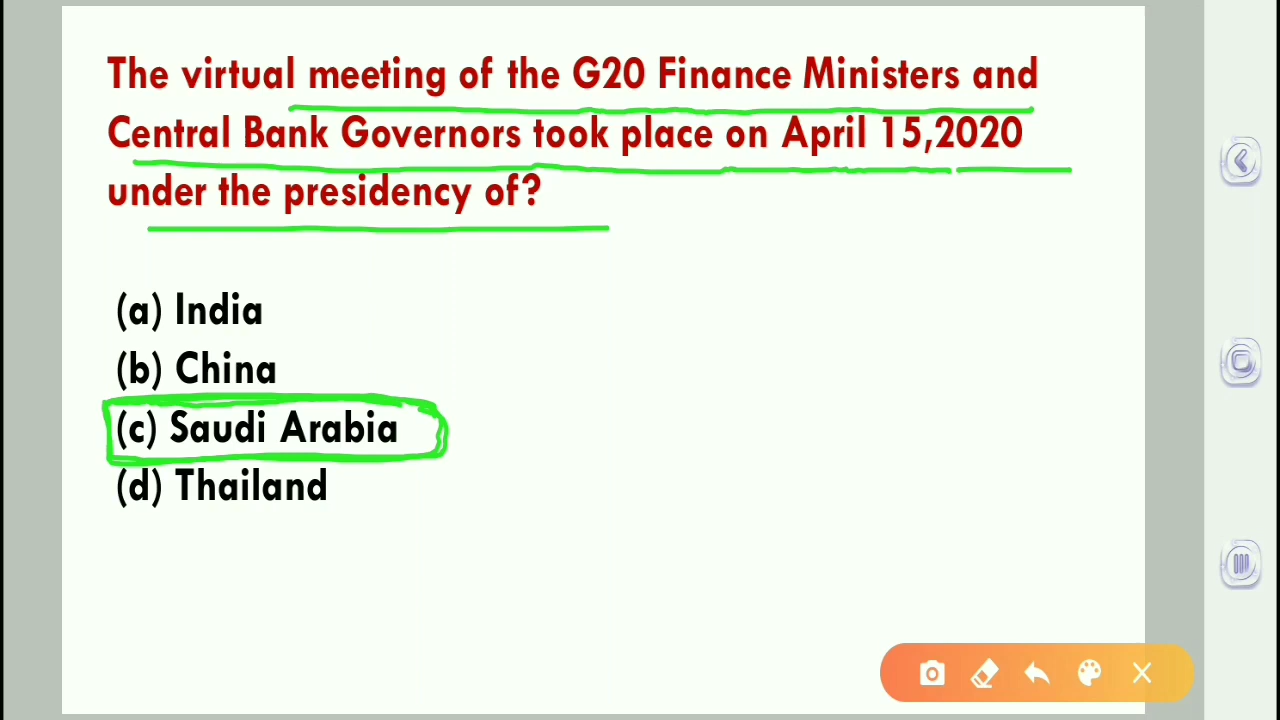 The virtual meeting of the G20 Finance Ministers and
Central Bank Governors took place on April 15,2020
under the presidency of?
(a) India
(b) China
(c) Saudi Arabia
(d) Thailand